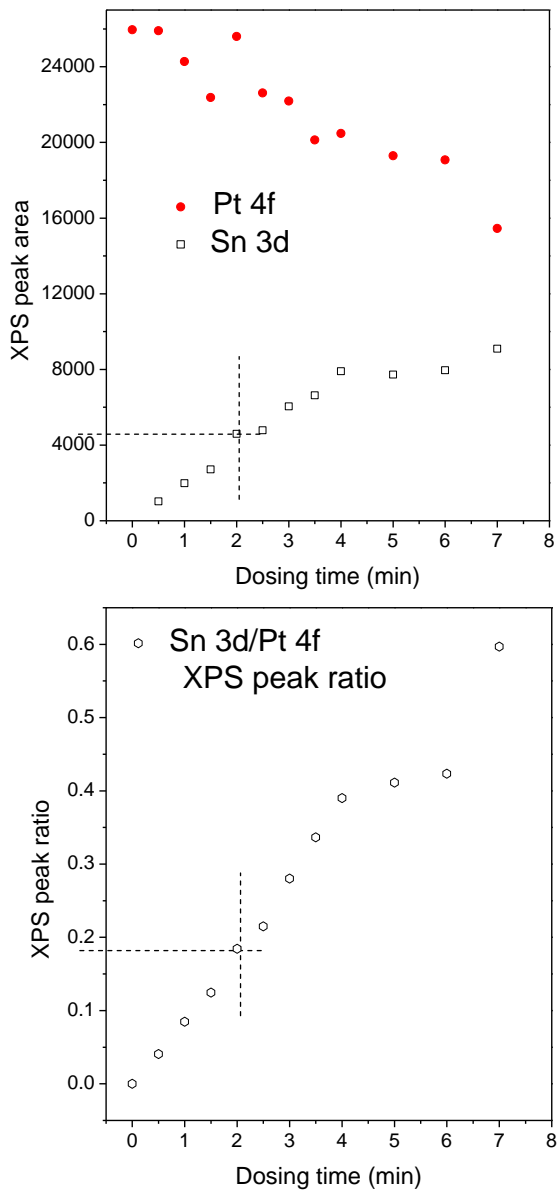 24000
20000
16000
12000
8000
4000
0
XPS peak area
Pt 4f
Sn 3d
0 1 2 3 4 5 6 7 8
Dosing time (min)
Sn 3d/Pt 4f
XPS peak ratio
0.6
0.5
0.4
0.3
0.2
0.1
0.0
XPS peak ratio
0 1 2 3 4 5 6 7 8
Dosing time (min)